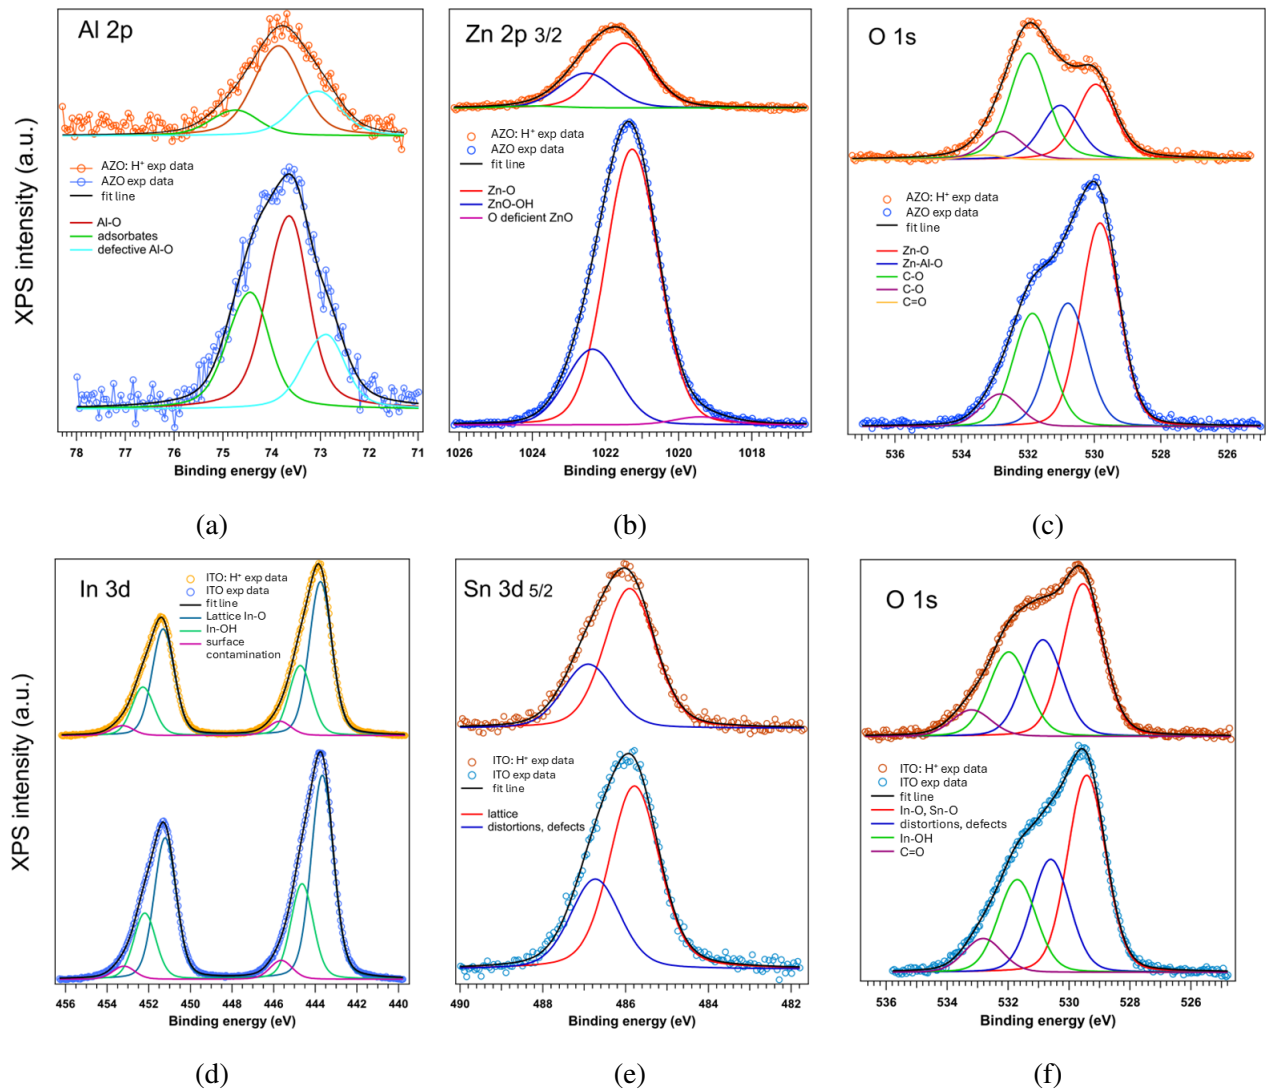 Al 2p
AZO: H⁺ exp data
AZO exp data
fit line
Al-O
adsorbates
defective Al-O
XPS intensity (a.u.)
78 77 76 75 74 73 72 71
Binding energy (eV)
(a)
Zn 2p 3/2
AZO: H⁺ exp data
AZO exp data
fit line
Zn-O
ZnO-OH
O deficient ZnO
1026 1024 1022 1020 1018
Binding energy (eV)
(b)
O 1s
AZO: H⁺ exp data
AZO exp data
fit line
Zn-O
Zn-Al-O
C-O
C-O
C=O
536 534 532 530 528 526
Binding energy (eV)
(c)
In 3d
ITO: H⁺ exp data
ITO exp data
fit line
Lattice In-O
In-OH
surface
contamination
XPS intensity (a.u.)
456 454 452 450 448 446 444 442 440
Binding energy (eV)
(d)
Sn 3d 5/2
ITO: H⁺ exp data
ITO exp data
fit line
lattice
distortions, defects
490 488 486 484 482
Binding energy (eV)
(e)
O 1s
ITO: H⁺ exp data
ITO exp data
fit line
In-O, Sn-O
distortions, defects
In-OH
C=O
536 534 532 530 528 526
Binding energy (eV)
(f)